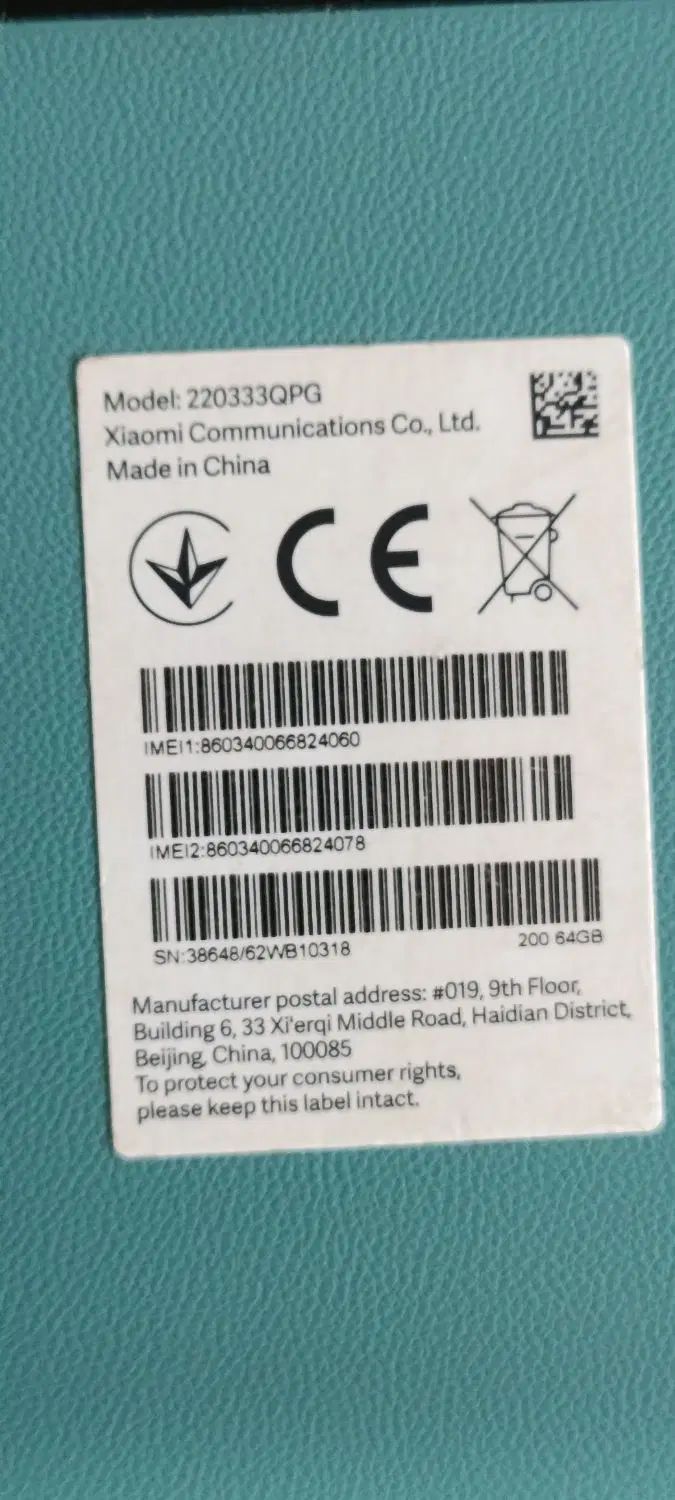 Model: 220333QPG
Xiaomi Communications Co., Ltd.
Made in China
CE
IMEI1:860340066824060
IMEI2:860340066824078
SN:38648/62WB10318
200 64GB
Manufacturer postal address: #019, 9th Floor,
Building 6, 33 Xi'erqi Middle Road, Haidian District,
Beijing, China, 100085
To protect your consumer rights,
please keep this label intact.